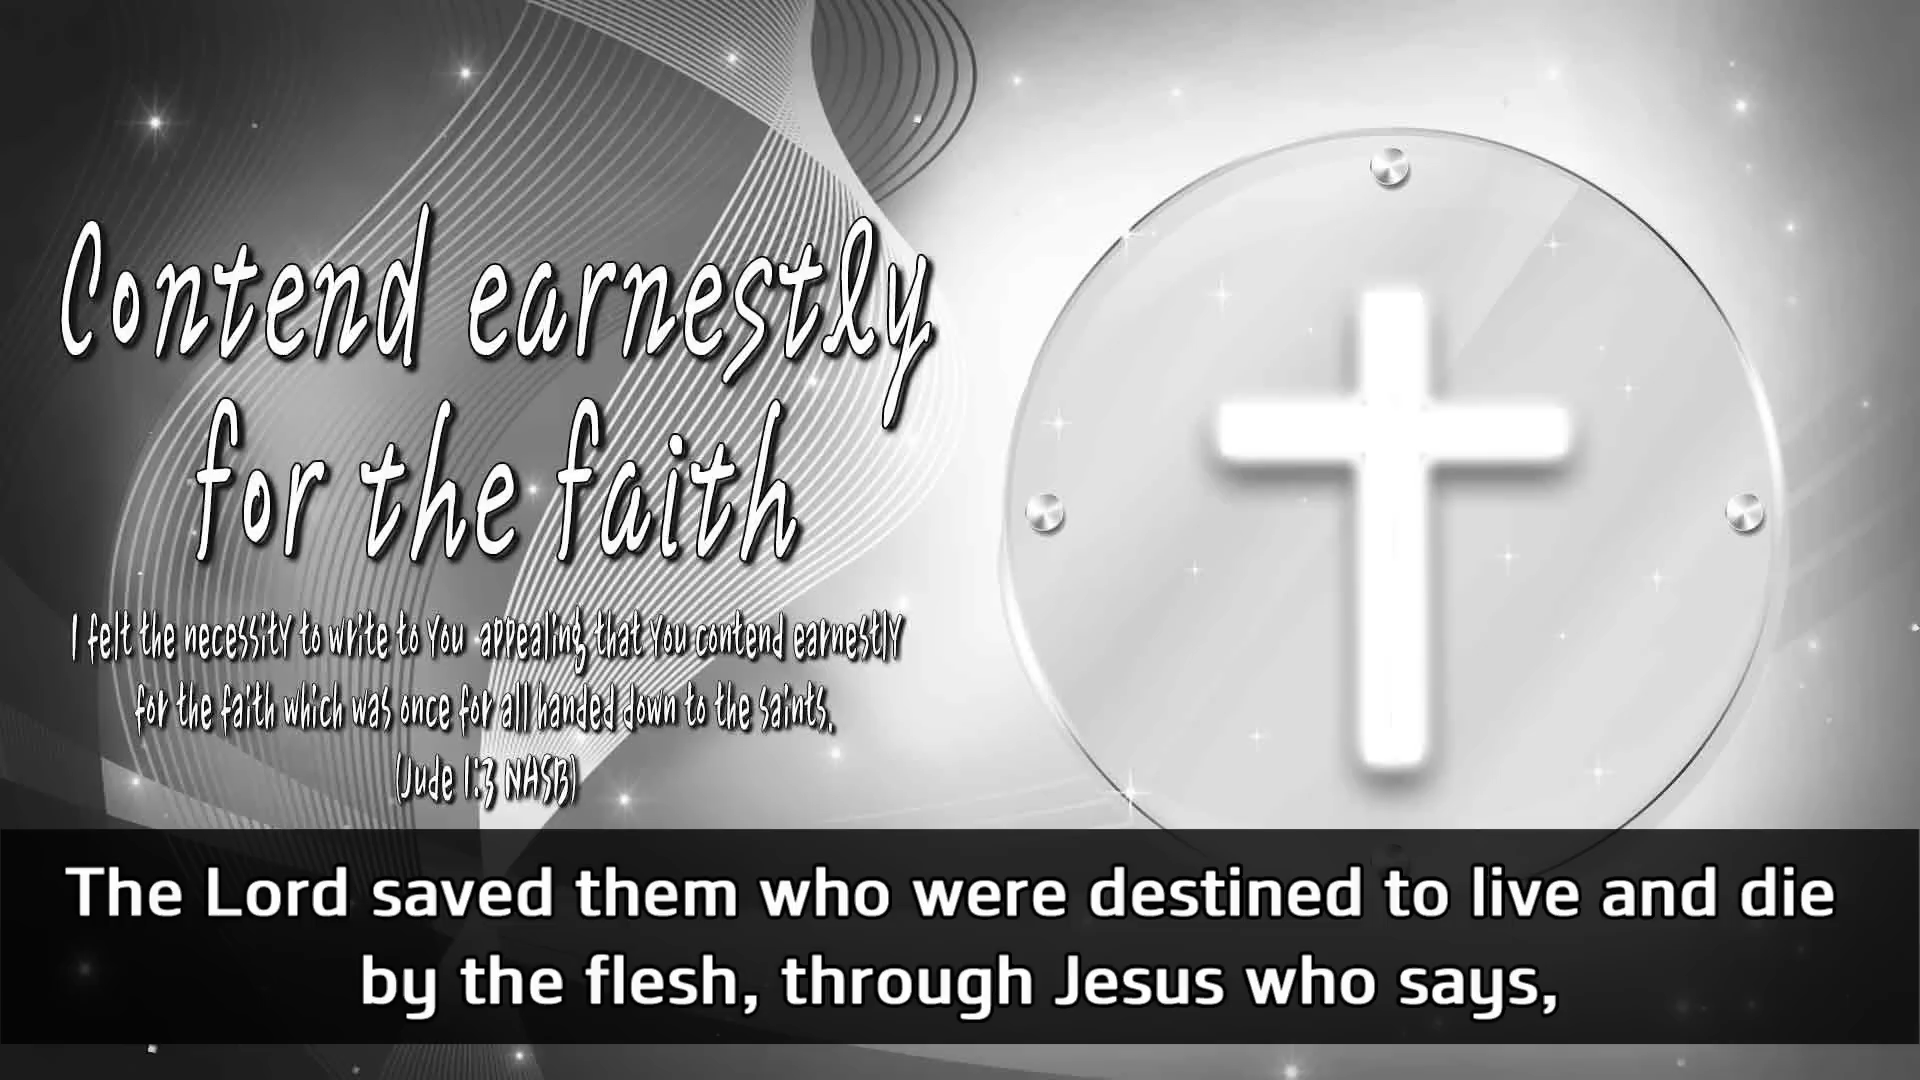 Contend earnestly
for the faith
I felt the necessity to write to you appealing that you contend earnestly
for the faith which was once for all handed down to the saints.
(Jude 1:3 NASB)
The Lord saved them who were destined to live and die
by the flesh, through Jesus who says,